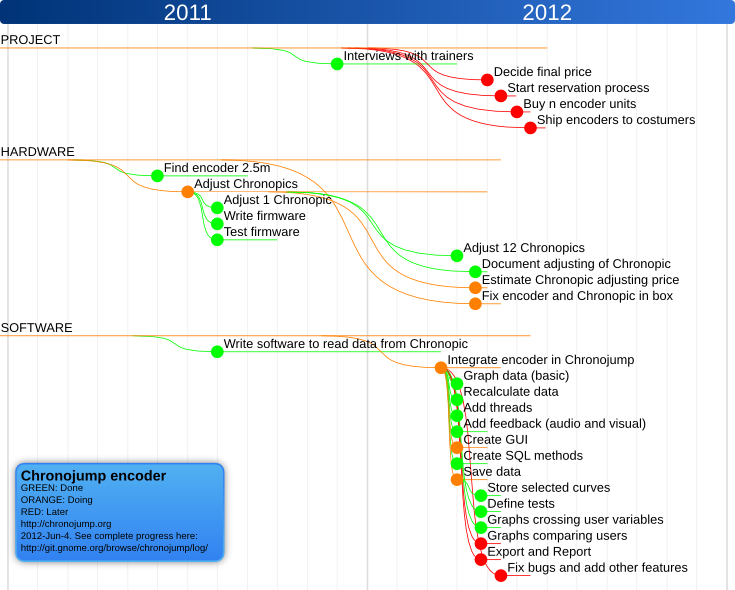 2011
2012
PROJECT
Interviews with trainers
Decide final price
Start reservation process
Buy n encoder units
Ship encoders to costumers
HARDWARE
Find encoder 2.5m
Adjust Chronopics
Adjust 1 Chronopic
Write firmware
Test firmware
Adjust 12 Chronopics
Document adjusting of Chronopic
Estimate Chronopic adjusting price
Fix encoder and Chronopic in box
SOFTWARE
Write software to read data from Chronopic
Integrate encoder in Chronojump
Graph data (basic)
Recalculate data
Add threads
Add feedback (audio and visual)
Create GUI
Create SQL methods
Save data
Store selected curves
Define tests
Graphs crossing user variables
Graphs comparing users
Export and Report
Fix bugs and add other features
Chronojump encoder
GREEN: Done
ORANGE: Doing
RED: Later
http://chronojump.org
2012-Jun-4. See complete progress here:
http://git.gnome.org/browse/chronojump/log/